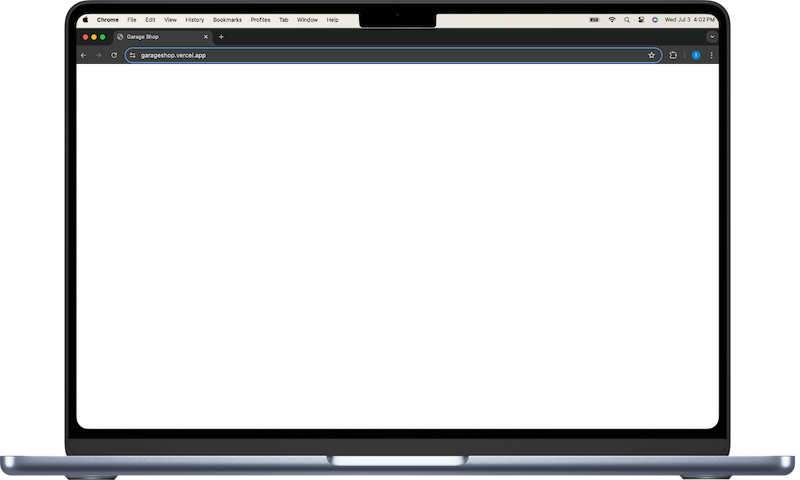 Chrome File Edit View History Bookmarks Profiles Tab Window Help Wed Jul 3 4:02 PM
Garage Shop
garageshop.vercel.app T